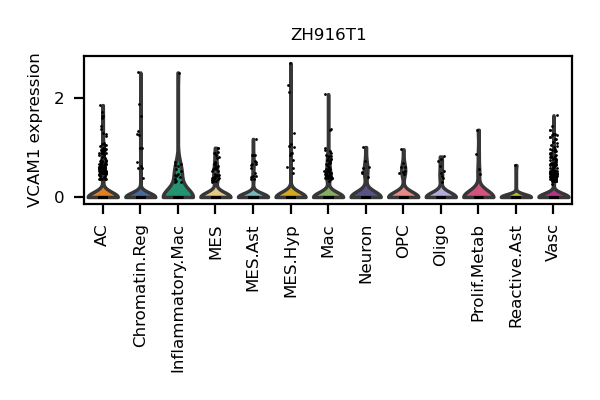 ZH916T1
VCAM1 expression
2
0
AC
Chromatin.Reg
Inflammatory.Mac
MES
MES.Ast
MES.Hyp
Mac
Neuron
OPC
Oligo
Prolif.Metab
Reactive.Ast
Vasc